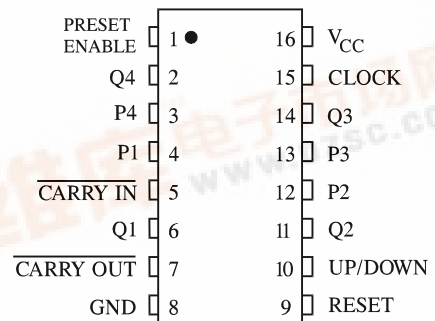 PRESET
ENABLE 1 16 VCC
Q4 2 15 CLOCK
P4 3 14 Q3
P1 4 13 P3
CARRY IN 5 12 P2
Q1 6 11 Q2
CARRY OUT 7 10 UP/DOWN
GND 8 9 RESET